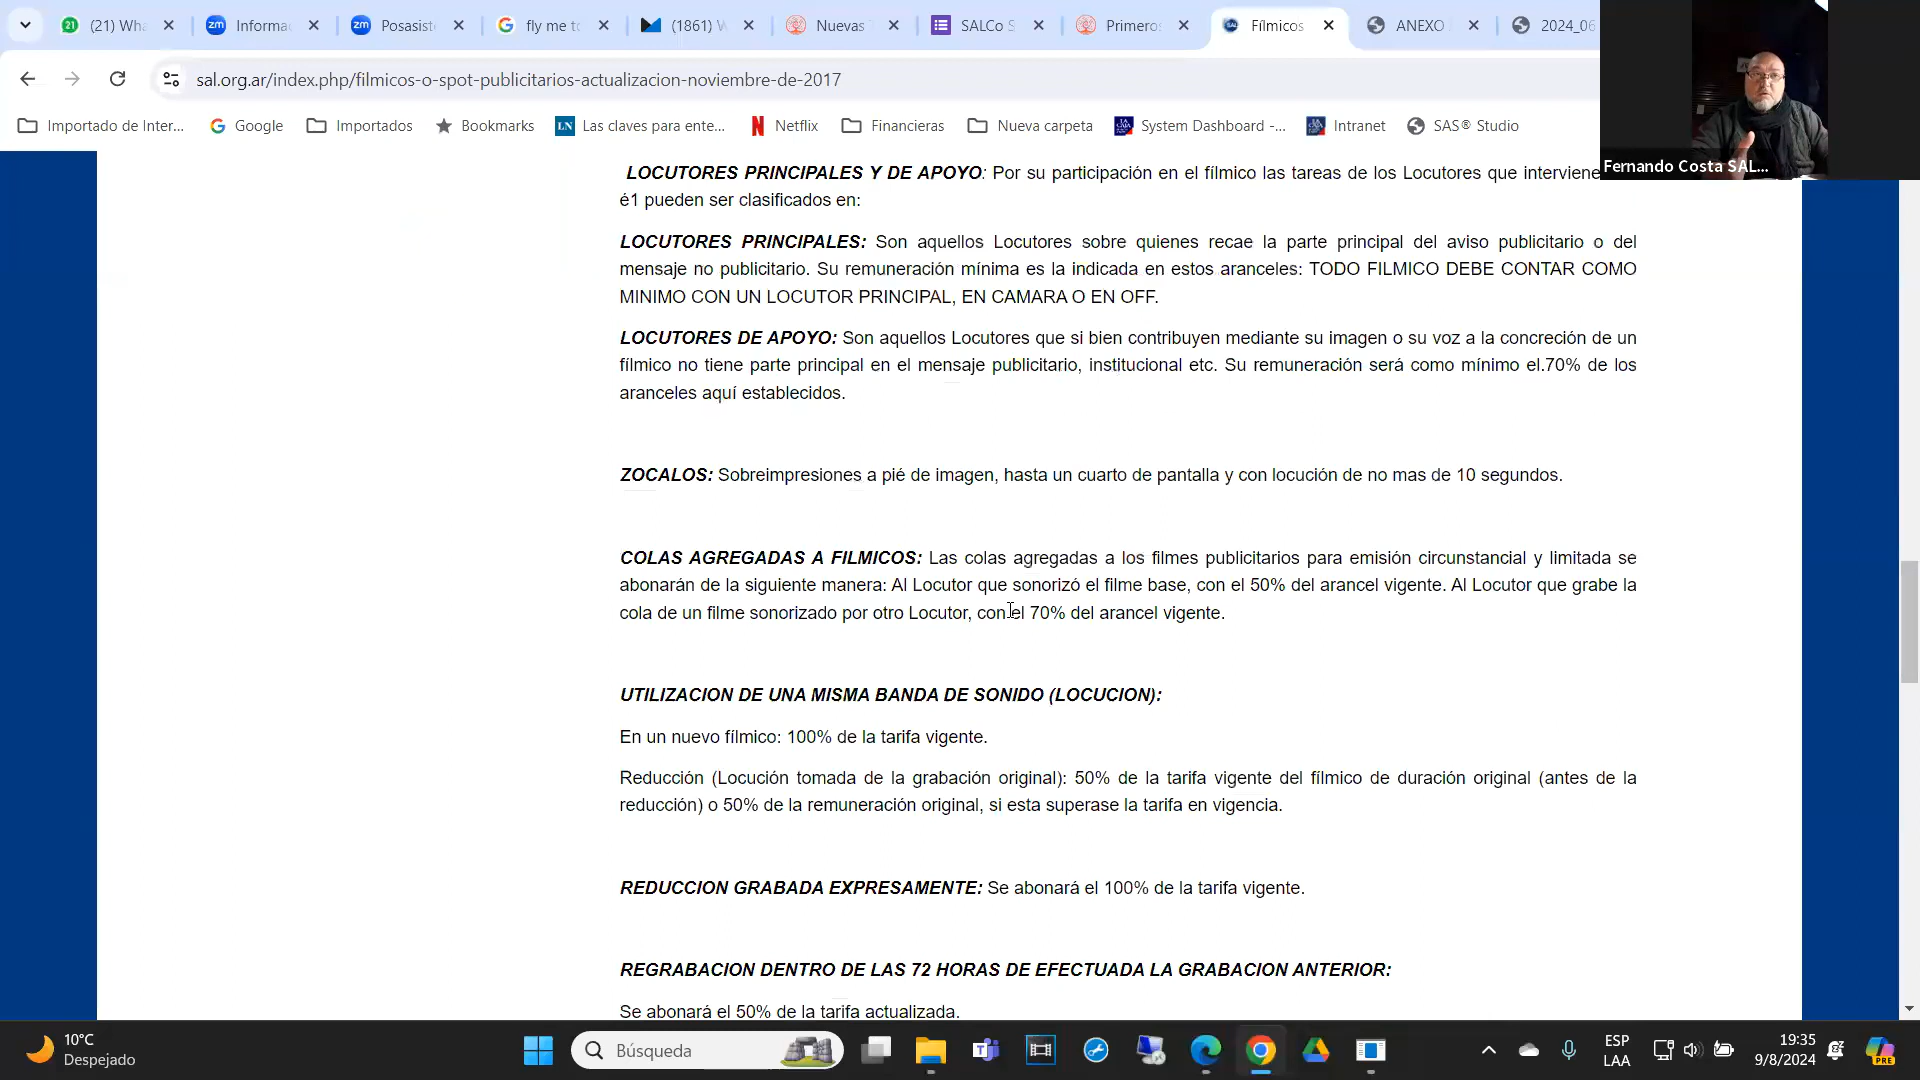 (21) Wha
Informac
Posasist
fly me to
(1861) W
Nuevas T
SALCo S
Primeros
Fílmicos
ANEXO
2024_06
sal.org.ar/index.php/filmicos-o-spot-publicitarios-actualizacion-noviembre-de-2017
Importado de Inter...
Google
Importados
Bookmarks
Las claves para ente...
Netflix
Financieras
Nueva carpeta
System Dashboard -...
Intranet
SAS® Studio
Fernando Costa SAL...
LOCUTORES PRINCIPALES Y DE APOYO: Por su participación en el fílmico las tareas de los Locutores que interviene
é1 pueden ser clasificados en:
LOCUTORES PRINCIPALES: Son aquellos Locutores sobre quienes recae la parte principal del aviso publicitario o del
mensaje no publicitario. Su remuneración mínima es la indicada en estos aranceles: TODO FILMICO DEBE CONTAR COMO
MINIMO CON UN LOCUTOR PRINCIPAL, EN CAMARA O EN OFF.
LOCUTORES DE APOYO: Son aquellos Locutores que si bien contribuyen mediante su imagen o su voz a la concreción de un
fílmico no tiene parte principal en el mensaje publicitario, institucional etc. Su remuneración será como mínimo el.70% de los
aranceles aquí establecidos.
ZOCALOS: Sobreimpresiones a pié de imagen, hasta un cuarto de pantalla y con locución de no mas de 10 segundos.
COLAS AGREGADAS A FILMICOS: Las colas agregadas a los filmes publicitarios para emisión circunstancial y limitada se
abonarán de la siguiente manera: Al Locutor que sonorizó el filme base, con el 50% del arancel vigente. Al Locutor que grabe la
cola de un filme sonorizado por otro Locutor, con el 70% del arancel vigente.
UTILIZACION DE UNA MISMA BANDA DE SONIDO (LOCUCION):
En un nuevo fílmico: 100% de la tarifa vigente.
Reducción (Locución tomada de la grabación original): 50% de la tarifa vigente del fílmico de duración original (antes de la
reducción) o 50% de la remuneración original, si esta superase la tarifa en vigencia.
REDUCCION GRABADA EXPRESAMENTE: Se abonará el 100% de la tarifa vigente.
REGRABACION DENTRO DE LAS 72 HORAS DE EFECTUADA LA GRABACION ANTERIOR:
Se abonará el 50% de la tarifa actualizada.
10°C
Despejado
Búsqueda
ESP
LAA
19:35
9/8/2024